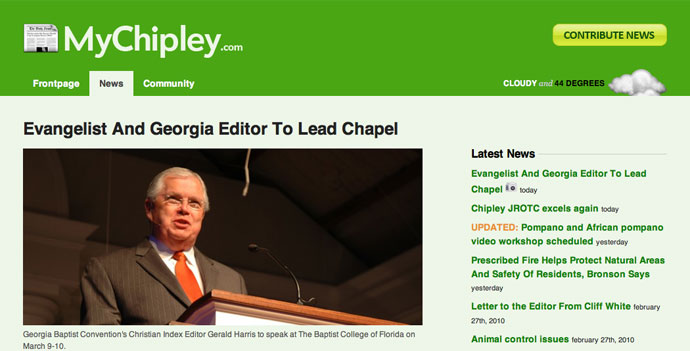 MyChipley.com
CONTRIBUTE NEWS
Frontpage News Community
CLOUDY and 44 DEGREES
Evangelist And Georgia Editor To Lead Chapel
Georgia Baptist Convention's Christian Index Editor Gerald Harris to speak at The Baptist College of Florida on
March 9-10.
Latest News
Evangelist And Georgia Editor To Lead
Chapel today
Chipley JROTC excels again today
UPDATED: Pompano and African pompano
video workshop scheduled yesterday
Prescribed Fire Helps Protect Natural Areas
And Safety Of Residents, Bronson Says
yesterday
Letter to the Editor From Cliff White february
27th, 2010
Animal control issues february 27th, 2010